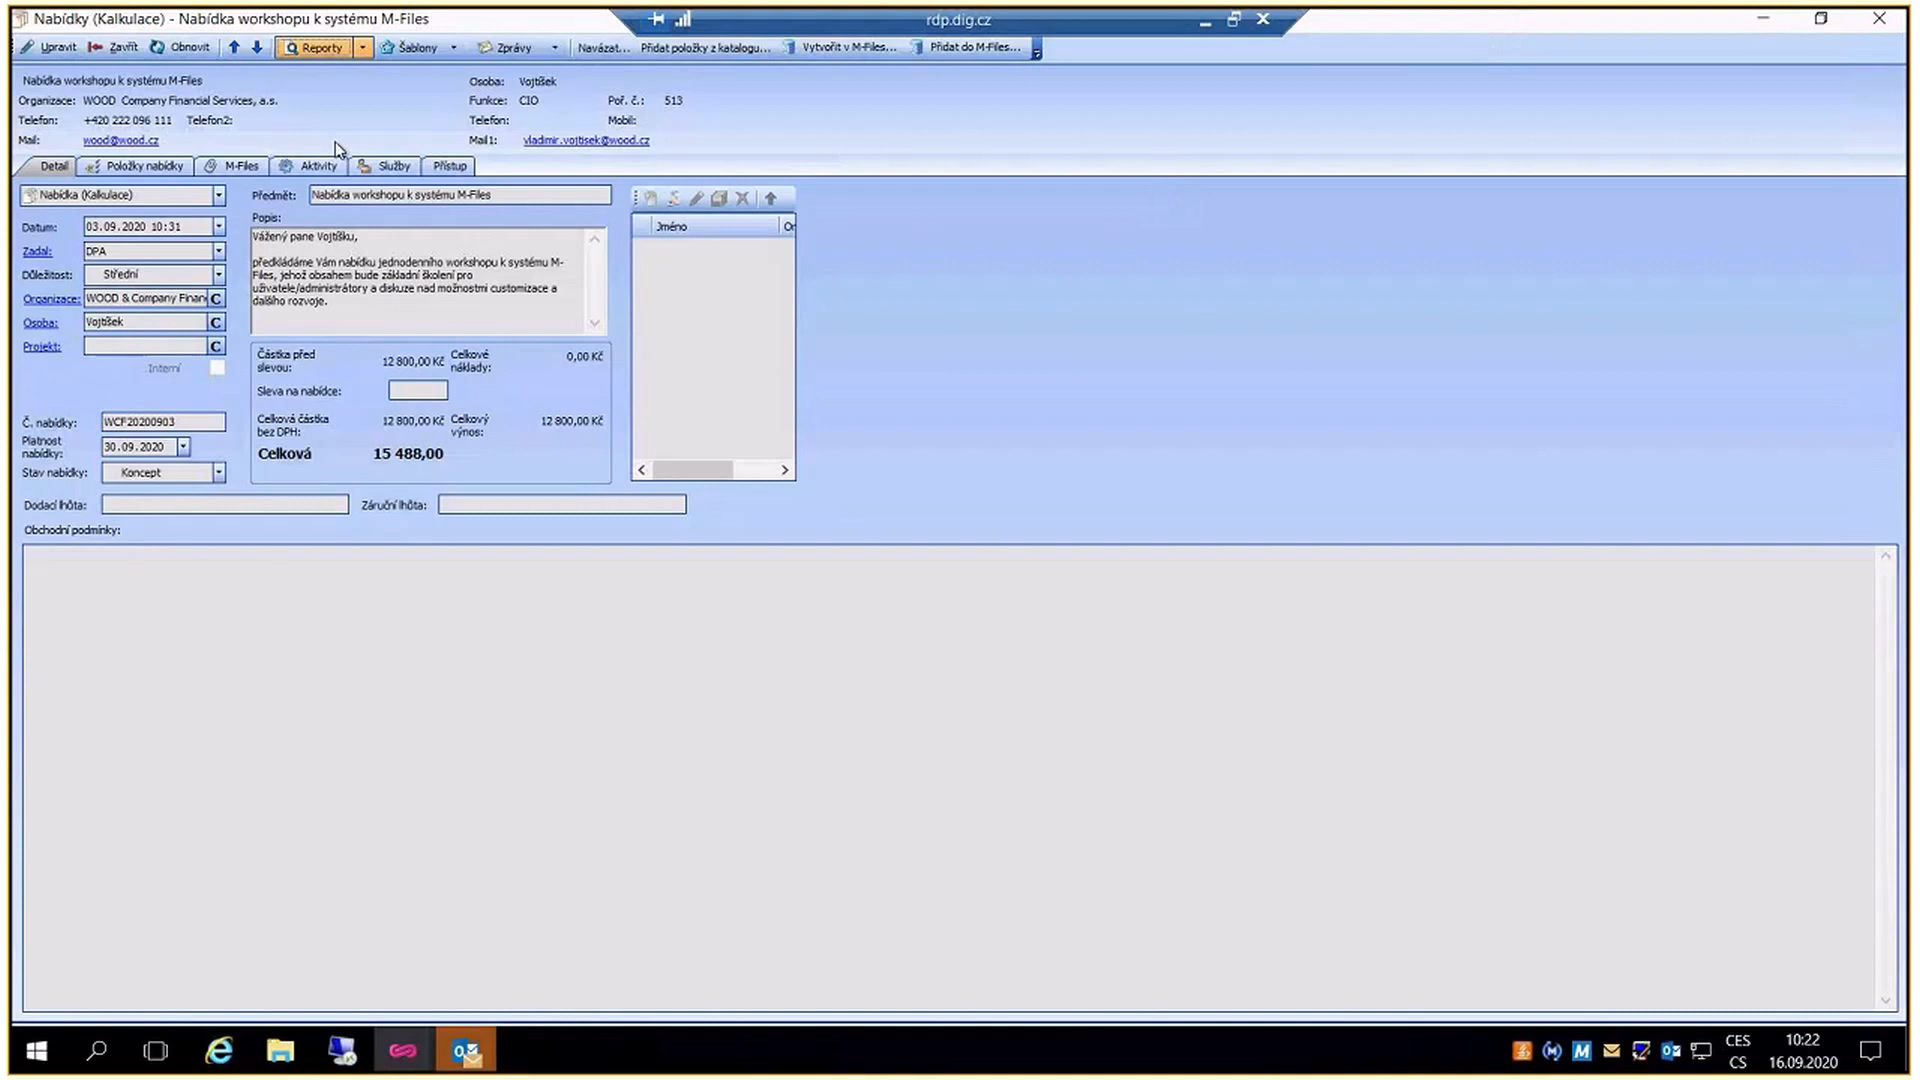 Nabídky (Kalkulace) - Nabídka workshopu k systému M-Files
rdp.dig.cz
Upravit Zavřít Obnovit Reporty Šablony Zprávy Navázat... Přidat položky z katalogu... Vytvořit v M-Files... Přidat do M-Files...
Nabídka workshopu k systému M-Files
Osoba: Vojtíšek
Organizace: WOOD Company Financial Services, a.s.
Funkce: CIO Poř. č.: 513
Telefon: +420 222 096 111 Telefon2:
Telefon: Mobil:
Mail: wood@wood.cz
Mail1: vladimir.vojtisek@wood.cz
Detail Položky nabídky M-Files Aktivity Služby Přístup
Nabídka (Kalkulace)
Předmět: Nabídka workshopu k systému M-Files
Datum: 03.09.2020 10:31
Zadal: DPA
Důležitost: Střední
Organizace: WOOD & Company Finan C
Osoba: Vojtíšek C
Projekt: C
Interní
Č. nabídky: WCF20200903
Platnost
nabídky: 30.09.2020
Stav nabídky: Koncept
Popis:
Vážený pane Vojtíšku,
předkládáme Vám nabídku jednodenního workshopu k systému M-
Files, jehož obsahem bude základní školení pro
uživatele/administrátory a diskuze nad možnostmi customizace a
dalšího rozvoje.
Částka před
slevou: 12 800,00 Kč
Celkové
náklady: 0,00 Kč
Sleva na nabídce:
Celková částka
bez DPH: 12 800,00 Kč
Celkový
výnos: 12 800,00 Kč
Celková 15 488,00
Jméno Or
Dodací lhůta: Záruční lhůta:
Obchodní podmínky:
CES
CS
10:22
16.09.2020